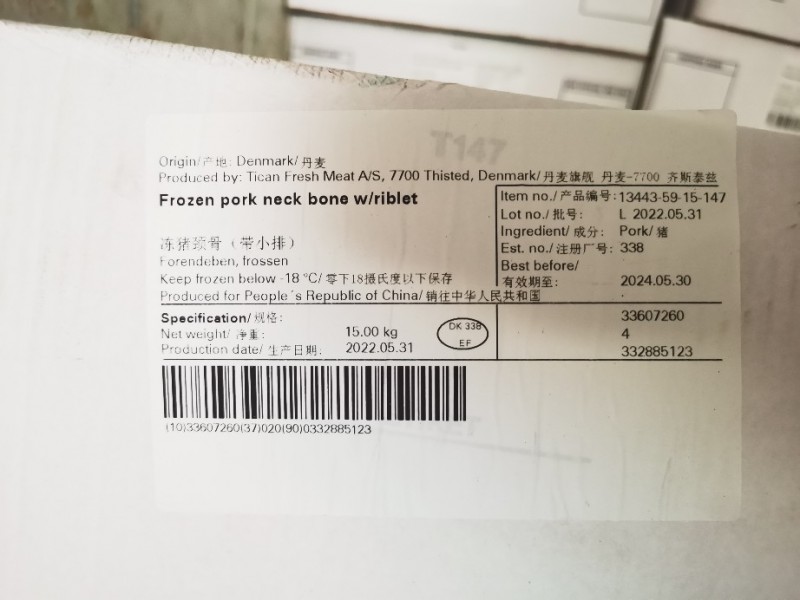 T147
Origin/产地: Denmark/丹麦
Produced by: Tican Fresh Meat A/S, 7700 Thisted, Denmark/丹麦旗舰 丹麦-7700 齐斯泰兹
Frozen pork neck bone w/riblet
冻猪颈骨（带小排）
Forendeben, frossen
Keep frozen below -18 °C/零下18摄氏度以下保存
Produced for People´s Republic of China/销往中华人民共和国
Item no./产品编号: 13443-59-15-147
Lot no./批号: L 2022.05.31
Ingredient/成分: Pork/猪
Est. no./注册厂号: 338
Best before/
有效期至: 2024.05.30
Specification/规格:
Net weight/净重: 15.00 kg
Production date/生产日期: 2022.05.31
DK 338
EF
33607260
4
332885123
(10)33607260(37)020(90)0332885123